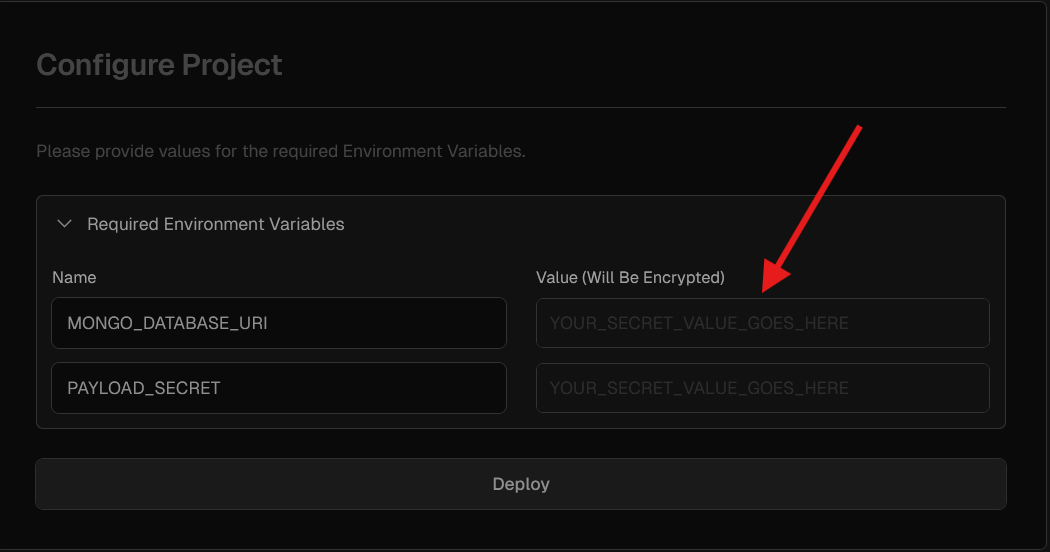 Configure Project
Please provide values for the required Environment Variables.
Required Environment Variables
Name
Value (Will Be Encrypted)
MONGO_DATABASE_URI
YOUR_SECRET_VALUE_GOES_HERE
PAYLOAD_SECRET
YOUR_SECRET_VALUE_GOES_HERE
Deploy